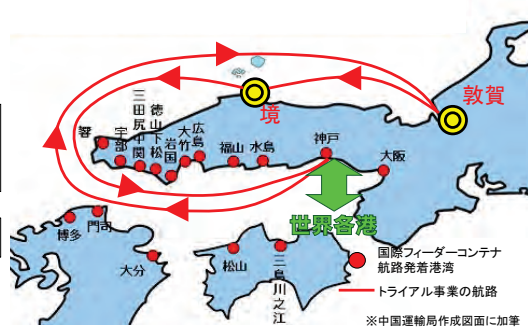 敦賀
境
響
宇部
三田尻中関
徳山下松
岩国
大竹
広島
福山
水島
神戸
大阪
世界各港
博多
門司
大分
松山
三島川之江
国際フィーダーコンテナ
航路発着港湾
トライアル事業の航路
※中国運輸局作成図面に加筆